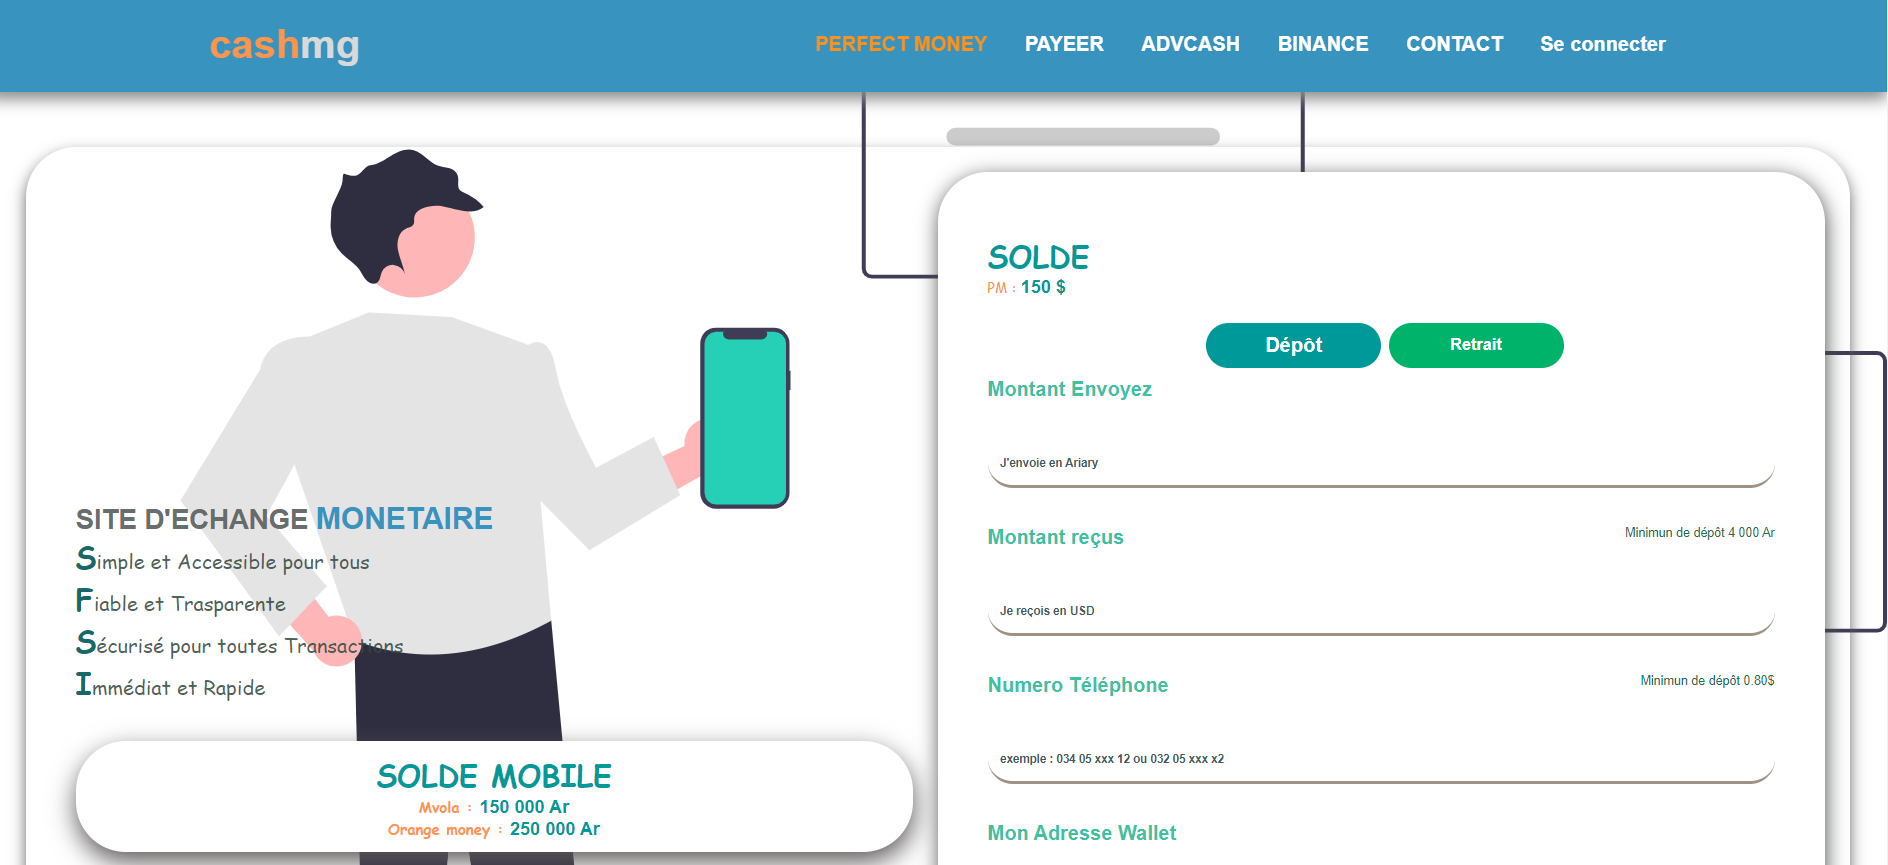 cashmg
PERFECT MONEY PAYEER ADVCASH BINANCE CONTACT Se connecter
SITE D'ECHANGE MONETAIRE
Simple et Accessible pour tous
Fiable et Trasparente
Sécurisé pour toutes Transactions
Immédiat et Rapide
SOLDE MOBILE
Mvola : 150 000 Ar
Orange money : 250 000 Ar
SOLDE
PM : 150 $
Dépôt Retrait
Montant Envoyez
J'envoie en Ariary
Montant reçus Minimun de dépôt 4 000 Ar
Je reçois en USD
Numero Téléphone Minimun de dépôt 0.80$
exemple : 034 05 xxx 12 ou 032 05 xxx x2
Mon Adresse Wallet